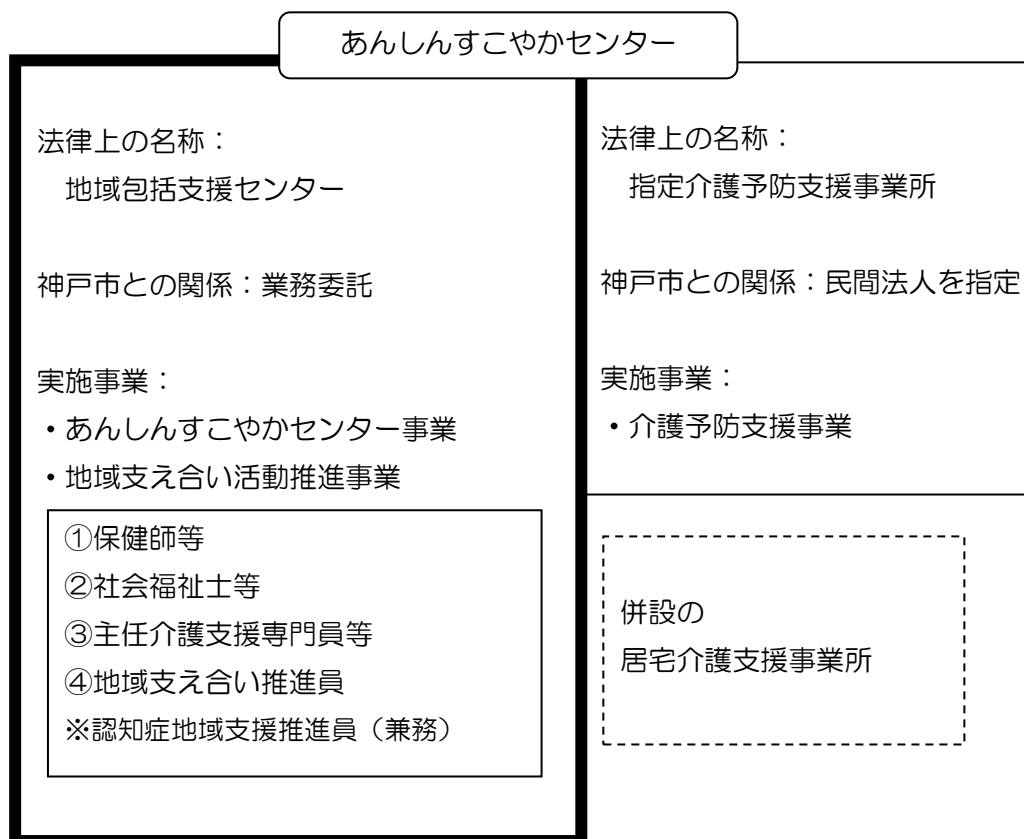 あんしんすこやかセンター
法律上の名称：
地域包括支援センター
神戸市との関係：業務委託
実施事業：
・あんしんすこやかセンター事業
・地域支え合い活動推進事業
①保健師等
②社会福祉士等
③主任介護支援専門員等
④地域支え合い推進員
※認知症地域支援推進員（兼務）
法律上の名称：
指定介護予防支援事業所
神戸市との関係：民間法人を指定
実施事業：
・介護予防支援事業
併設の
居宅介護支援事業所